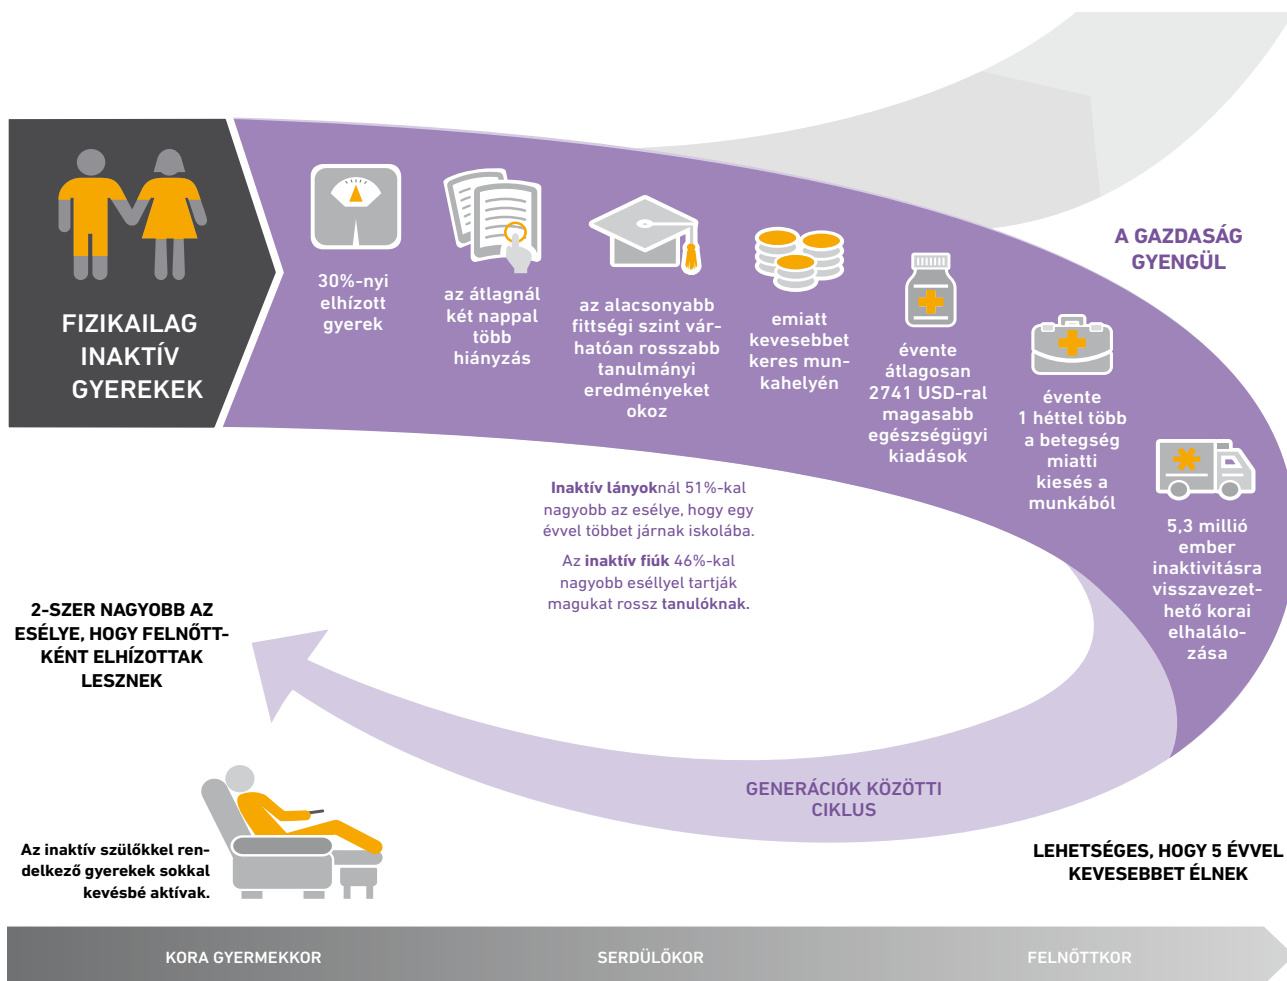 FIZIKAILAG
INAKTÍV
GYEREKEK
30%-nyi
elhízott
gyerek
az átlagnál
két nappal
több
hiányzás
az alacsonyabb
fittségi szint vár-
hatóan rosszabb
tanulmányi
eredményeket
okoz
emiatt
kevesebbet
keres mun-
kahelyén
évente
átlagosan
2741 USD-ral
magasabb
egészségügyi
kiadások
évente
1 héttel több
a betegség
miatti
kiesés a
munkából
5,3 millió
ember
inaktivitásra
visszavezet-
hető korai
elhalálo-
zása
A GAZDASÁG
GYENGÜL
Inaktív lányoknál 51%-kal
nagyobb az esélye, hogy egy
évvel többet járnak iskolába.
Az inaktív fiúk 46%-kal
nagyobb eséllyel tartják
magukat rossz tanulóknak.
2-SZER NAGYOBB AZ
ESÉLYE, HOGY FELNŐTT-
KÉNT ELHÍZOTTAK
LESZNEK
GENERÁCIÓK KÖZÖTTI
CIKLUS
Az inaktív szülőkkel ren-
delkező gyerekek sokkal
kevésbé aktívak.
LEHETSÉGES, HOGY 5 ÉVVEL
KEVESEBBET ÉLNEK
KORA GYERMEKKOR
SERDÜLŐKOR
FELNŐTTKOR